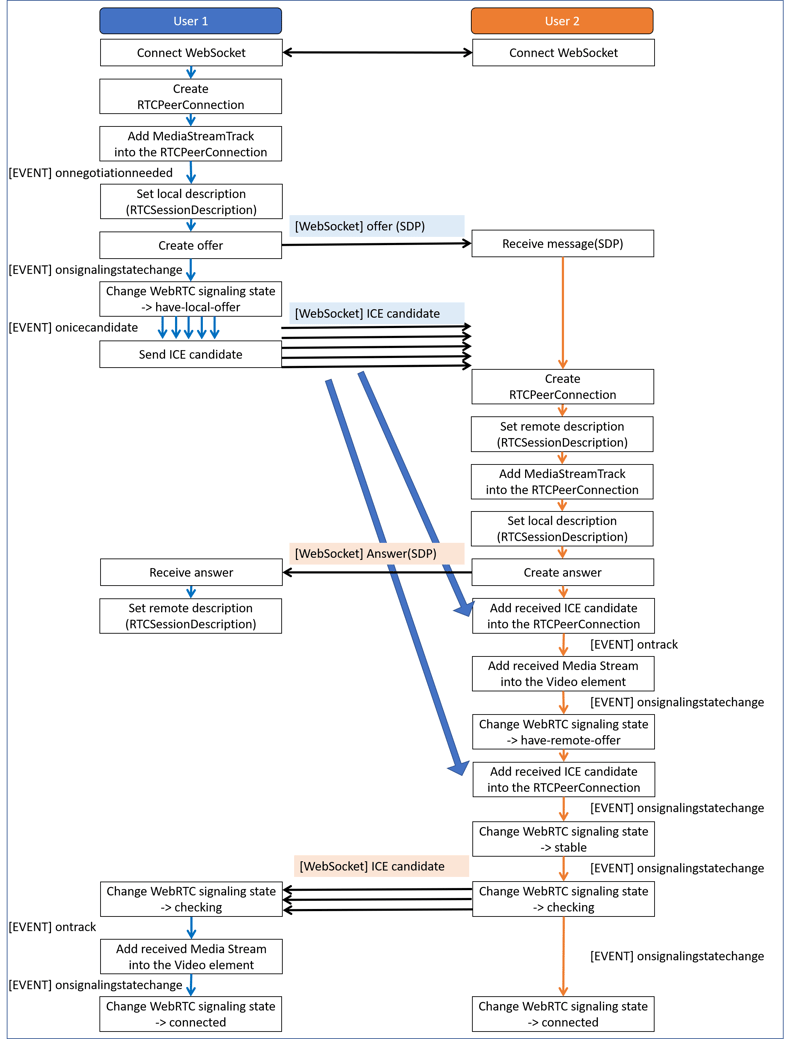 User 1
User 2
Connect WebSocket
Connect WebSocket
Create
RTCPeerConnection
Add MediaStreamTrack
into the RTCPeerConnection
[EVENT] onnegotiationneeded
Set local description
(RTCSessionDescription)
[WebSocket] offer (SDP)
Create offer
Receive message(SDP)
[EVENT] onsignalingstatechange
Change WebRTC signaling state
-> have-local-offer
[WebSocket] ICE candidate
[EVENT] onicecandidate
Send ICE candidate
Create
RTCPeerConnection
Set remote description
(RTCSessionDescription)
Add MediaStreamTrack
into the RTCPeerConnection
Set local description
(RTCSessionDescription)
[WebSocket] Answer(SDP)
Receive answer
Create answer
Set remote description
(RTCSessionDescription)
Add received ICE candidate
into the RTCPeerConnection
[EVENT] ontrack
Add received Media Stream
into the Video element
[EVENT] onsignalingstatechange
Change WebRTC signaling state
-> have-remote-offer
Add received ICE candidate
into the RTCPeerConnection
[EVENT] onsignalingstatechange
Change WebRTC signaling state
-> stable
[WebSocket] ICE candidate
[EVENT] onsignalingstatechange
Change WebRTC signaling state
-> checking
Change WebRTC signaling state
-> checking
[EVENT] ontrack
Add received Media Stream
into the Video element
[EVENT] onsignalingstatechange
[EVENT] onsignalingstatechange
Change WebRTC signaling state
-> connected
Change WebRTC signaling state
-> connected